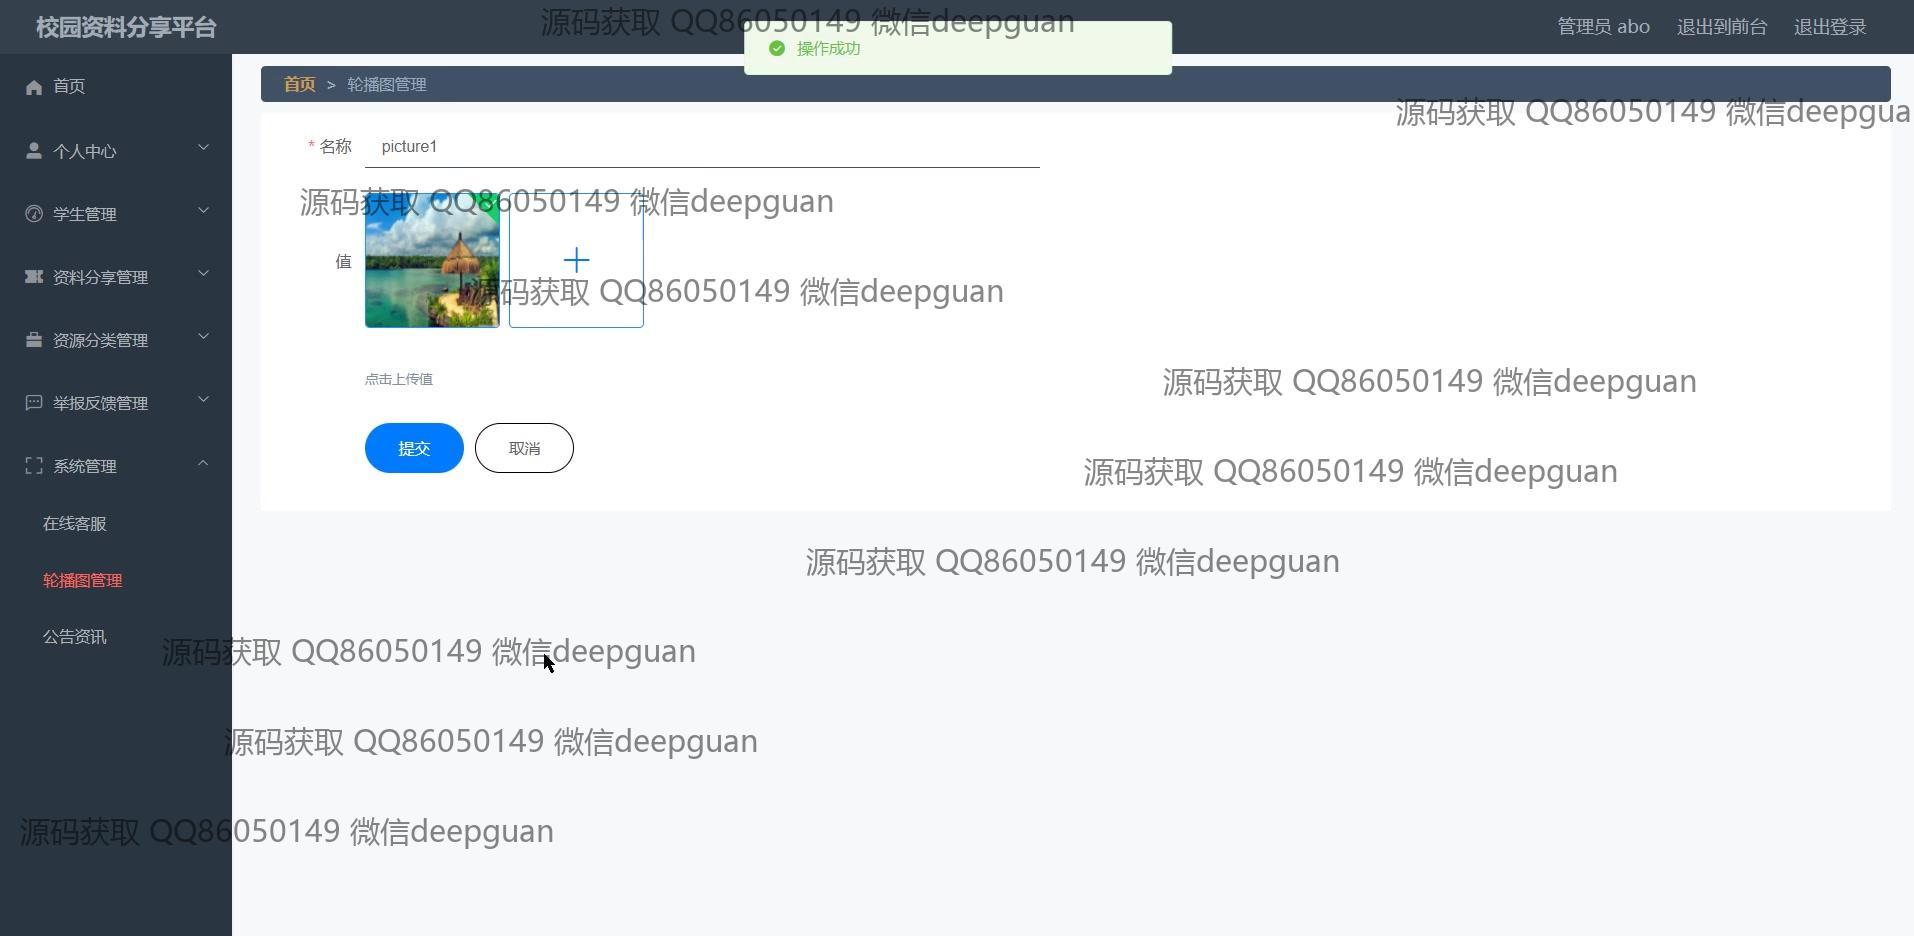 校园资料分享平台
源码获取 QQ86050149 微信deepguan
管理员 abo 退出到前台 退出登录
操作成功
首页
首页 > 轮播图管理
源码获取 QQ86050149 微信deepgua
个人中心
* 名称 picture1
源码获取 QQ86050149 微信deepguan
学生管理
值
资料分享管理
源码获取 QQ86050149 微信deepguan
资源分类管理
点击上传值
源码获取 QQ86050149 微信deepguan
举报反馈管理
提交 取消
系统管理
源码获取 QQ86050149 微信deepguan
在线客服
源码获取 QQ86050149 微信deepguan
轮播图管理
公告资讯
源码获取 QQ86050149 微信deepguan
源码获取 QQ86050149 微信deepguan
源码获取 QQ86050149 微信deepguan